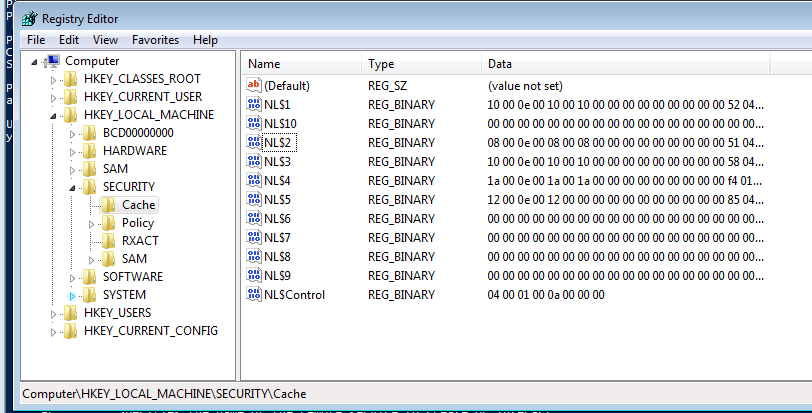 Registry Editor
File Edit View Favorites Help
Computer
HKEY_CLASSES_ROOT
HKEY_CURRENT_USER
HKEY_LOCAL_MACHINE
BCD00000000
HARDWARE
SAM
SECURITY
Cache
Policy
RXACT
SAM
SOFTWARE
SYSTEM
HKEY_USERS
HKEY_CURRENT_CONFIG
Name Type Data
(Default) REG_SZ (value not set)
NL$1 REG_BINARY 10 00 0e 00 10 00 10 00 00 00 00 00 00 00 00 00 52 04...
NL$10 REG_BINARY 00 00 00 00 00 00 00 00 00 00 00 00 00 00 00 00 00 00...
NL$2 REG_BINARY 08 00 0e 00 08 00 08 00 00 00 00 00 00 00 00 00 51 04...
NL$3 REG_BINARY 10 00 0e 00 10 00 10 00 00 00 00 00 00 00 00 00 58 04...
NL$4 REG_BINARY 1a 00 0e 00 1a 00 1a 00 00 00 00 00 00 00 00 00 f4 01...
NL$5 REG_BINARY 12 00 0e 00 12 00 00 00 00 00 00 00 00 00 00 00 85 04...
NL$6 REG_BINARY 00 00 00 00 00 00 00 00 00 00 00 00 00 00 00 00 00 00...
NL$7 REG_BINARY 00 00 00 00 00 00 00 00 00 00 00 00 00 00 00 00 00 00...
NL$8 REG_BINARY 00 00 00 00 00 00 00 00 00 00 00 00 00 00 00 00 00 00...
NL$9 REG_BINARY 00 00 00 00 00 00 00 00 00 00 00 00 00 00 00 00 00 00...
NL$Control REG_BINARY 04 00 01 00 0a 00 00 00
Computer\HKEY_LOCAL_MACHINE\SECURITY\Cache